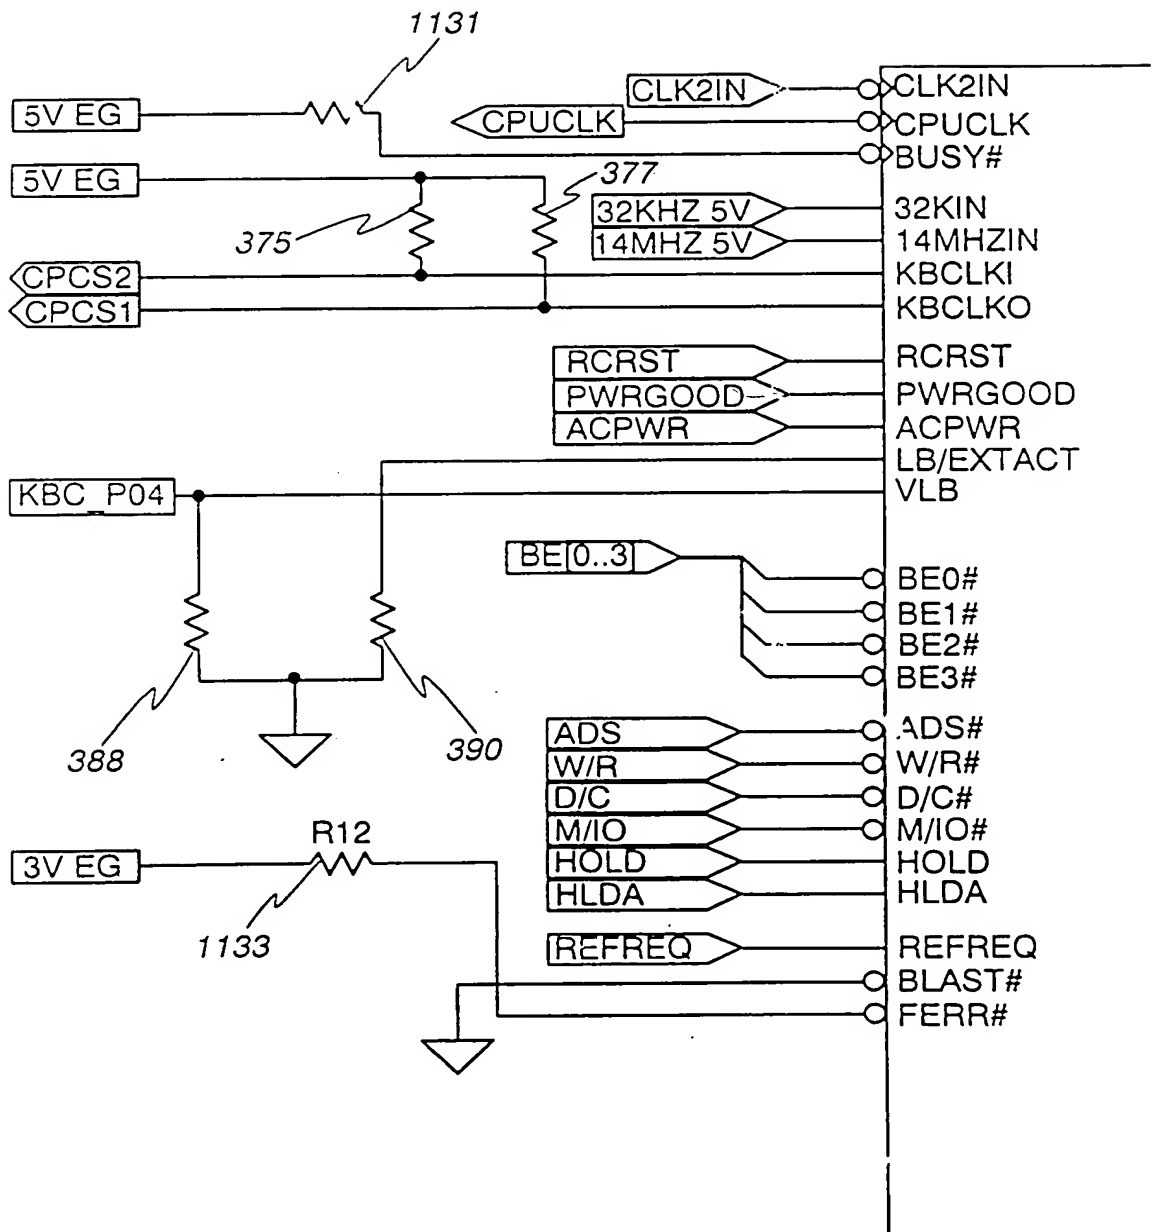 1131
CLK2IN
CLK2IN
5V EG
CPUCLK
CPUCLK
BUSY#
5V EG
377
32KHZ 5V
32KIN
375
14MHZ 5V
14MHZIN
CPCS2
KBCLKI
CPCS1
KBCLKO
RCRST
RCRST
PWRGOOD
PWRGOOD
ACPWR
ACPWR
LB/EXTACT
KBC_P04
VLB
BE[0..3]
BE0#
BE1#
BE2#
BE3#
388
390
ADS
ADS#
W/R
W/R#
D/C
D/C#
R12
M/IO
M/IO#
3V EG
HOLD
HOLD
HLDA
HLDA
1133
REFREQ
REFREQ
BLAST#
FERR#